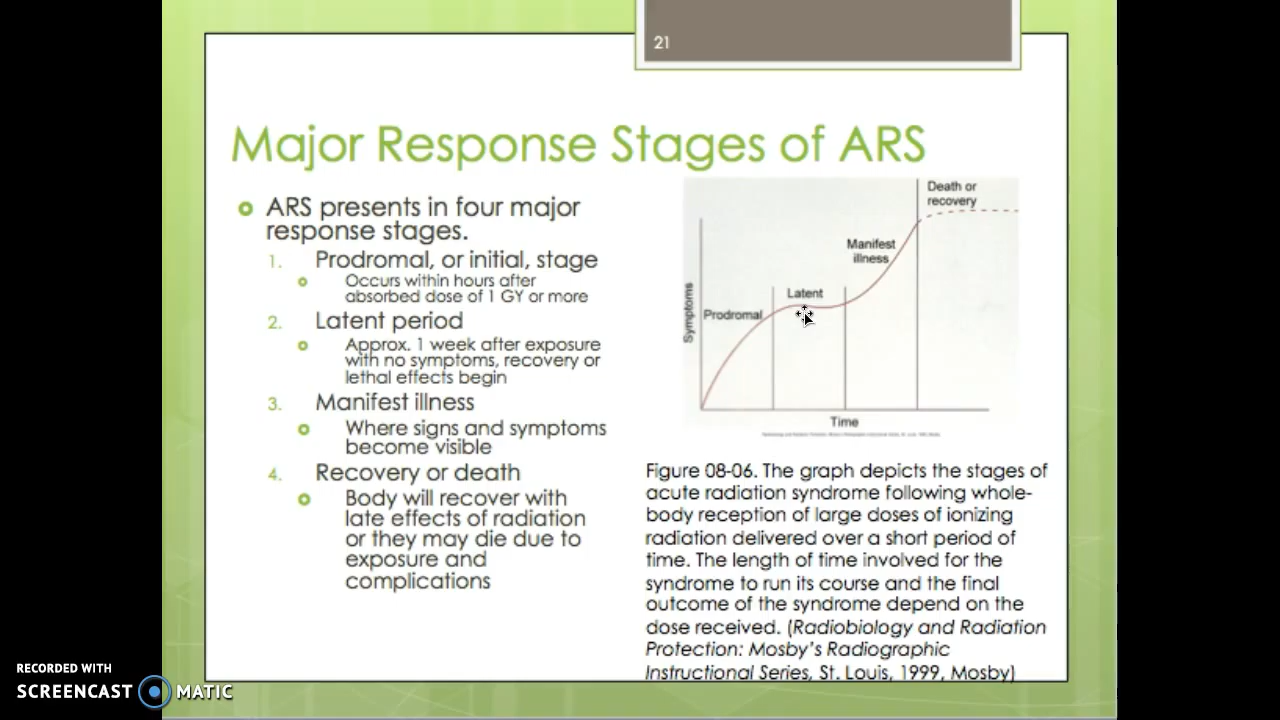 21
Major Response Stages of ARS
ARS presents in four major
response stages.
1. Prodromal, or initial, stage
Occurs within hours after
absorbed dose of 1 GY or more
2. Latent period
Approx. 1 week after exposure
with no symptoms, recovery or
lethal effects begin
3. Manifest illness
Where signs and symptoms
become visible
4. Recovery or death
Body will recover with
late effects of radiation
or they may die due to
exposure and
complications
Death or
recovery
Manifest
illness
Latent
Prodromal
Symptoms
Time
Figure 08-06. The graph depicts the stages of
acute radiation syndrome following whole-
body reception of large doses of ionizing
radiation delivered over a short period of
time. The length of time involved for the
syndrome to run its course and the final
outcome of the syndrome depend on the
dose received. (Radiobiology and Radiation
Protection: Mosby's Radiographic
Instructional Series, St. Louis, 1999, Mosby)
RECORDED WITH
SCREENCAST MATIC